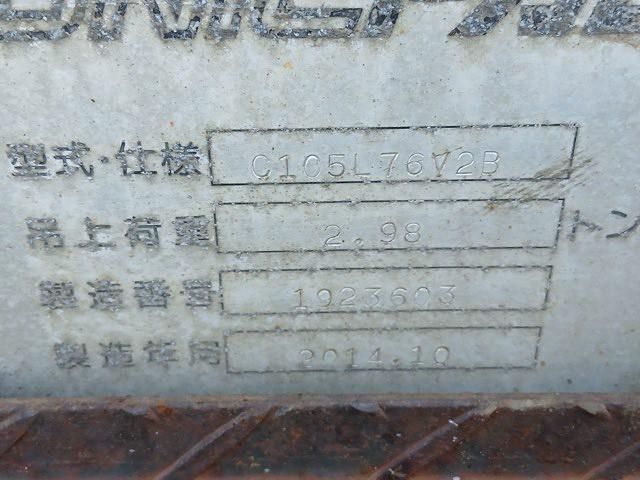 型式・仕様 C105L76V2B
吊上荷重 2.98 トン
製造番号 1923603
製造年月 2014.10